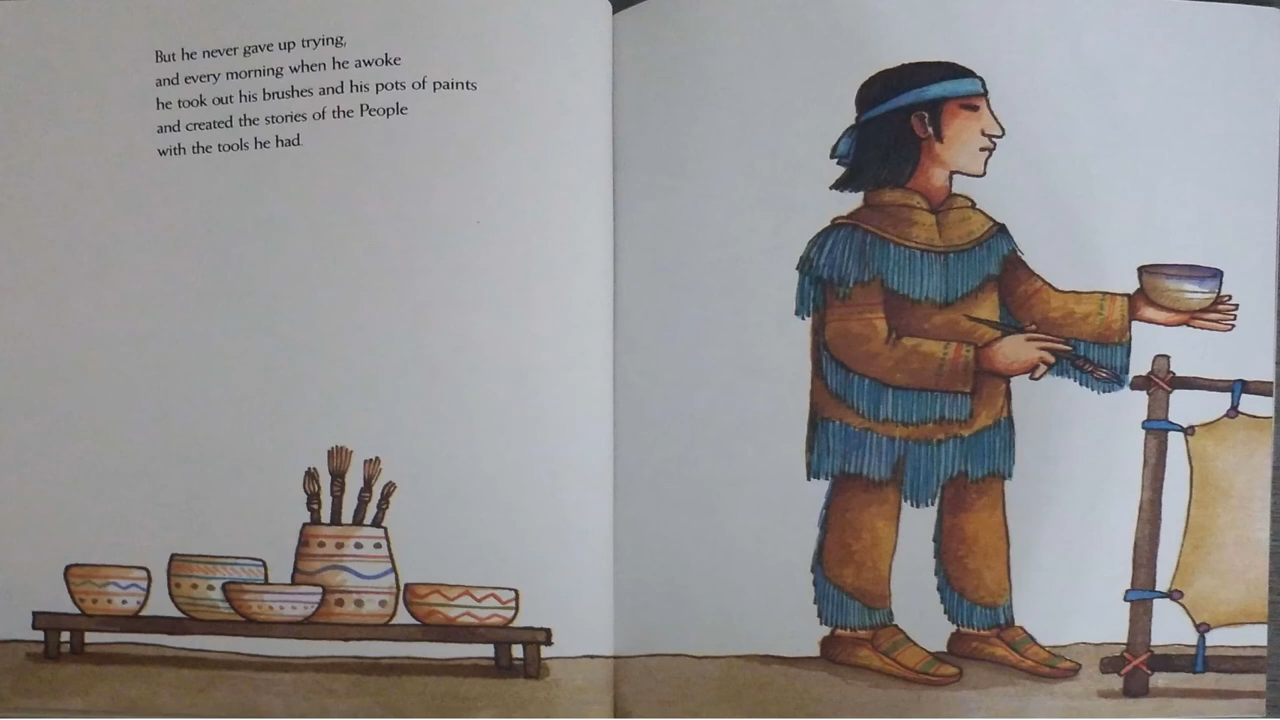 But he never gave up trying,
and every morning when he awoke
he took out his brushes and his pots of paints
and created the stories of the People
with the tools he had.